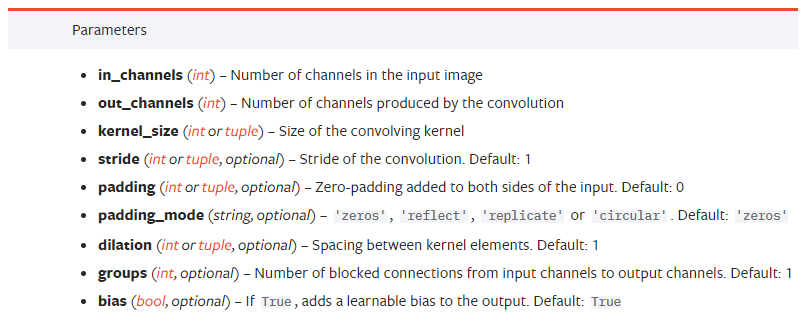 Parameters
• in_channels (int) – Number of channels in the input image
• out_channels (int) – Number of channels produced by the convolution
• kernel_size (int or tuple) – Size of the convolving kernel
• stride (int or tuple, optional) – Stride of the convolution. Default: 1
• padding (int or tuple, optional) – Zero-padding added to both sides of the input. Default: 0
• padding_mode (string, optional) – 'zeros', 'reflect', 'replicate' or 'circular'. Default: 'zeros'
• dilation (int or tuple, optional) – Spacing between kernel elements. Default: 1
• groups (int, optional) – Number of blocked connections from input channels to output channels. Default: 1
• bias (bool, optional) – If True, adds a learnable bias to the output. Default: True